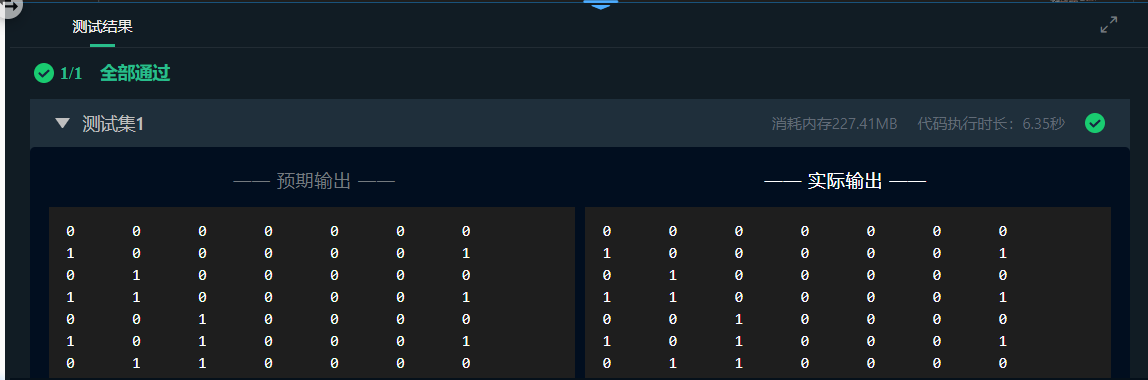 测试结果
1/1 全部通过
测试集1 消耗内存227.41MB 代码执行时长：6.35秒
—— 预期输出 —— —— 实际输出 ——
0 0 0 0 0 0 0 0 0 0 0 0 0 0
1 0 0 0 0 0 1 1 0 0 0 0 0 1
0 1 0 0 0 0 0 0 1 0 0 0 0 0
1 1 0 0 0 0 1 1 1 0 0 0 0 1
0 0 1 0 0 0 0 0 0 1 0 0 0 0
1 0 1 0 0 0 1 1 0 1 0 0 0 1
0 1 1 0 0 0 0 0 1 1 0 0 0 0